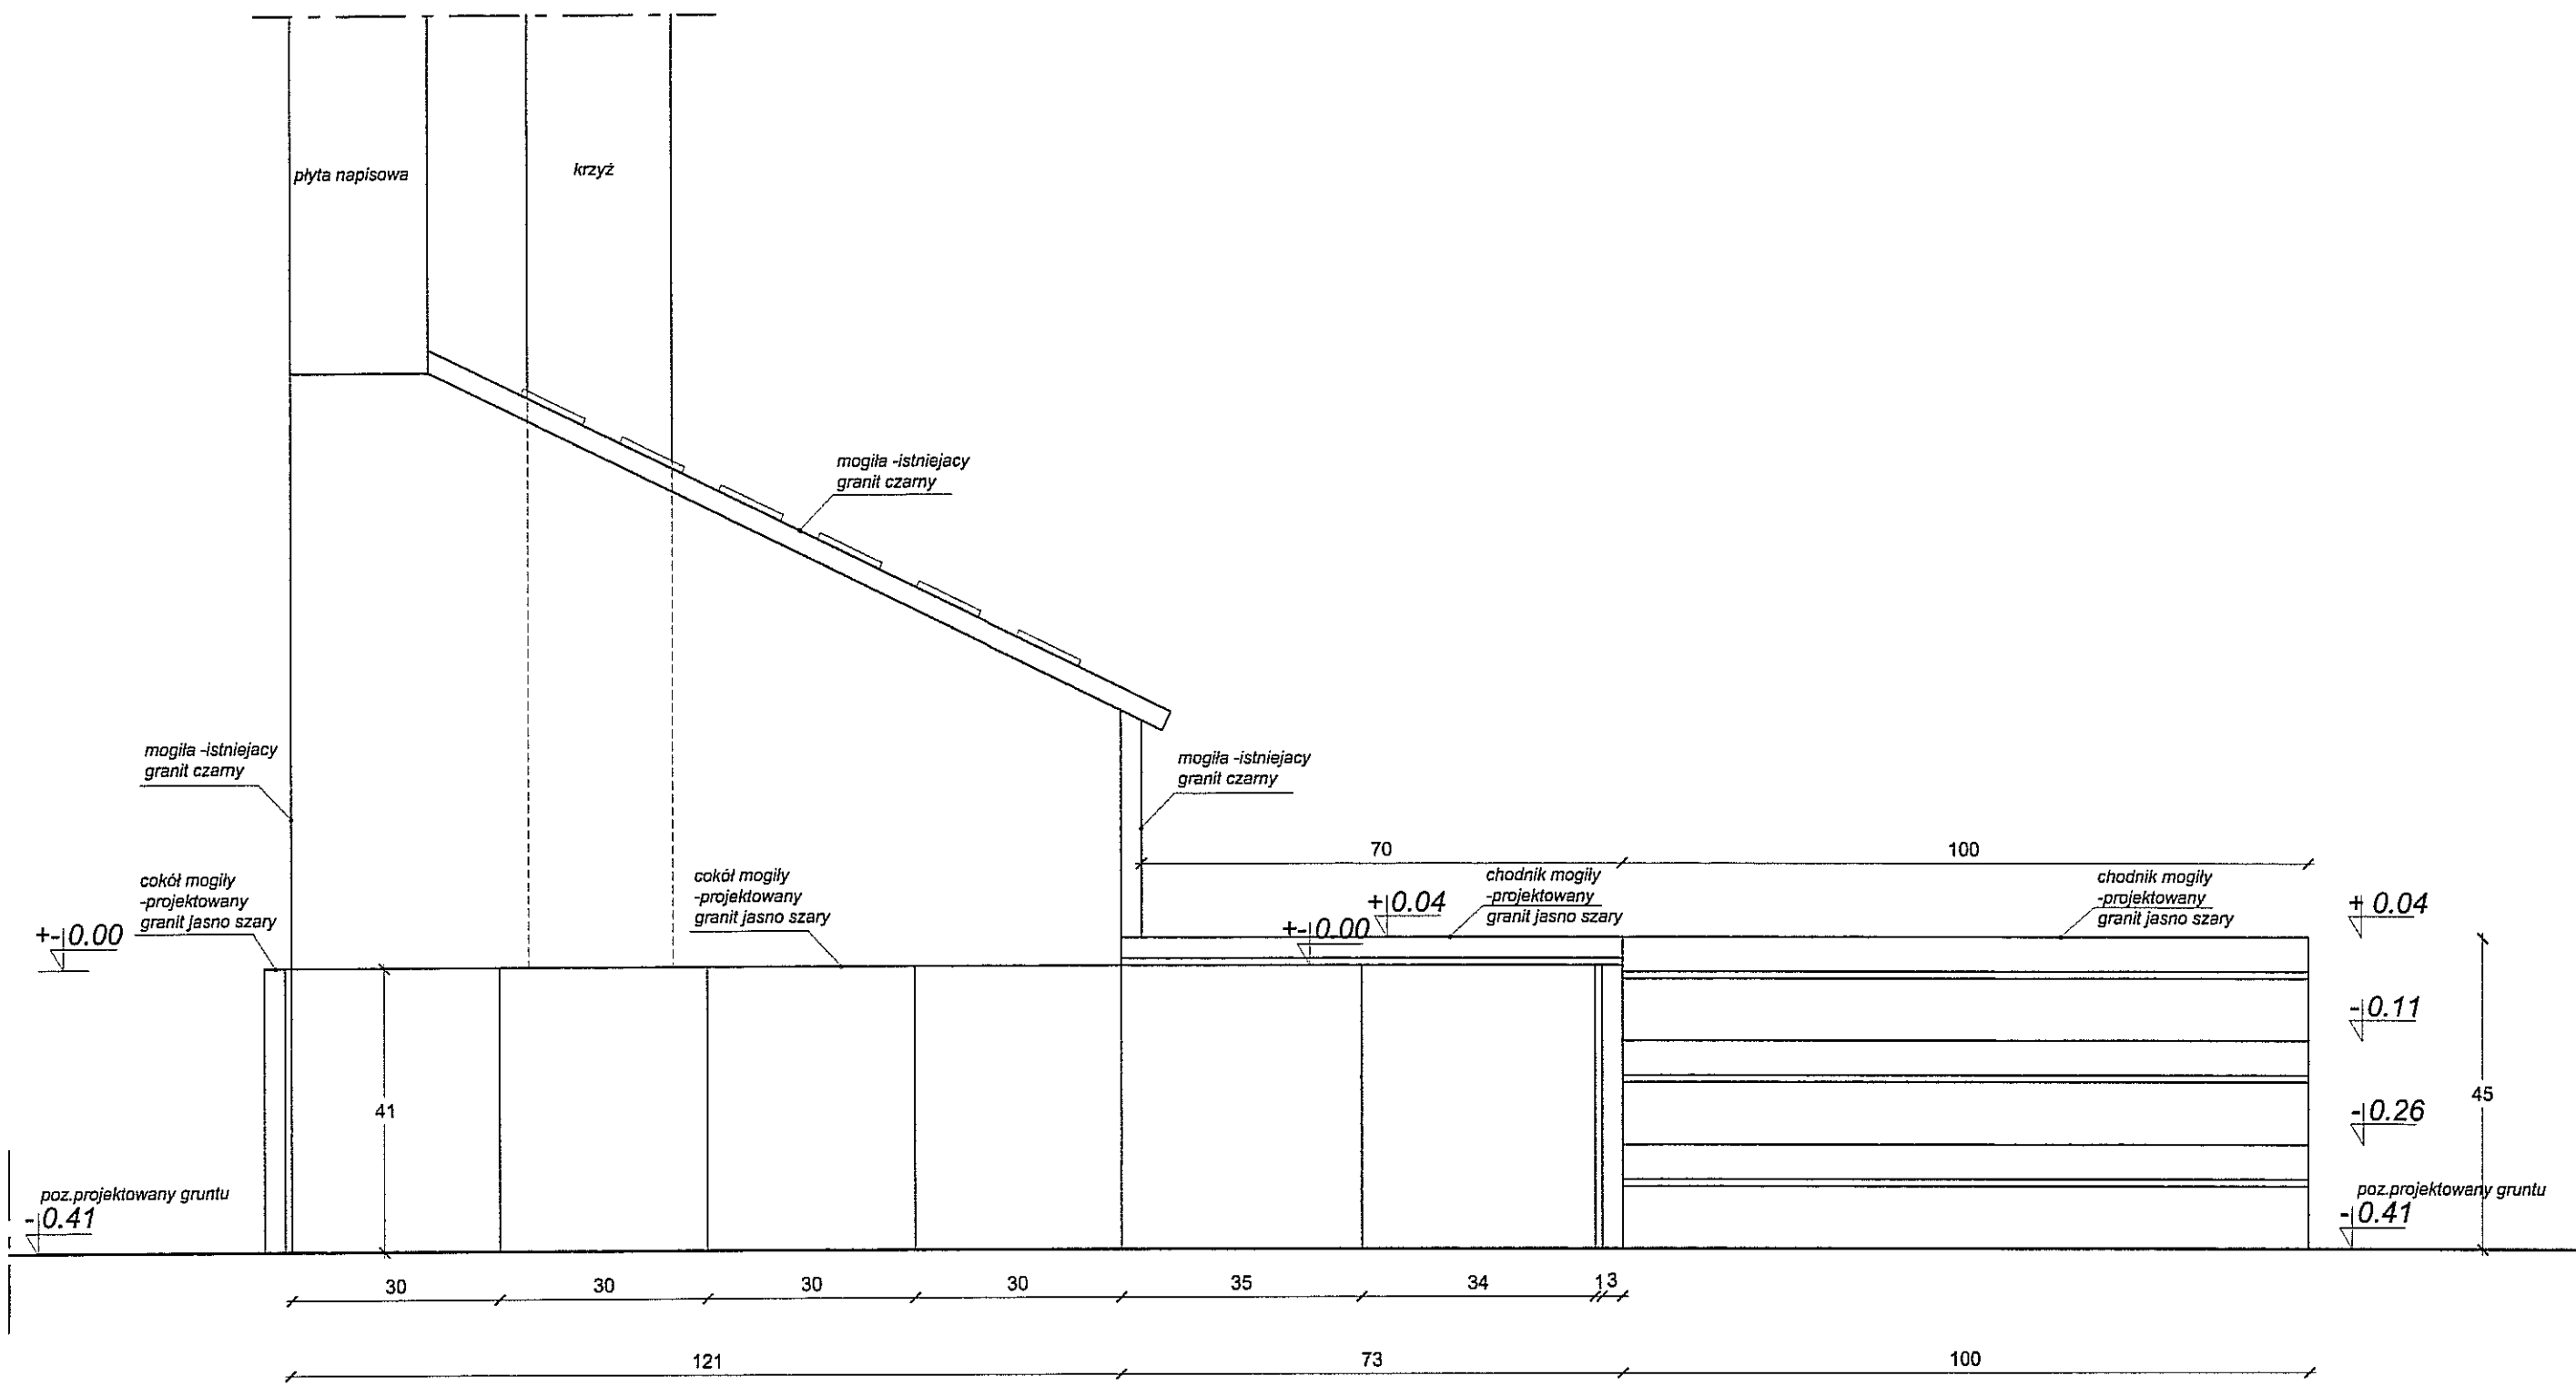 płyta napisowa
krzyż
mogiła -istniejacy
granit czarny
mogiła -istniejacy
granit czarny
mogiła -istniejacy
granit czarny
70
100
cokół mogiły
-projektowany
granit jasno szary
cokół mogiły
-projektowany
granit jasno szary
chodnik mogiły
-projektowany
granit jasno szary
chodnik mogiły
-projektowany
granit jasno szary
+-0.00
+-0.00
+0.04
+0.04
-0.11
-0.26
41
45
poz.projektowany gruntu
-0.41
poz.projektowany gruntu
-0.41
30
30
30
30
35
34
1
3
121
73
100